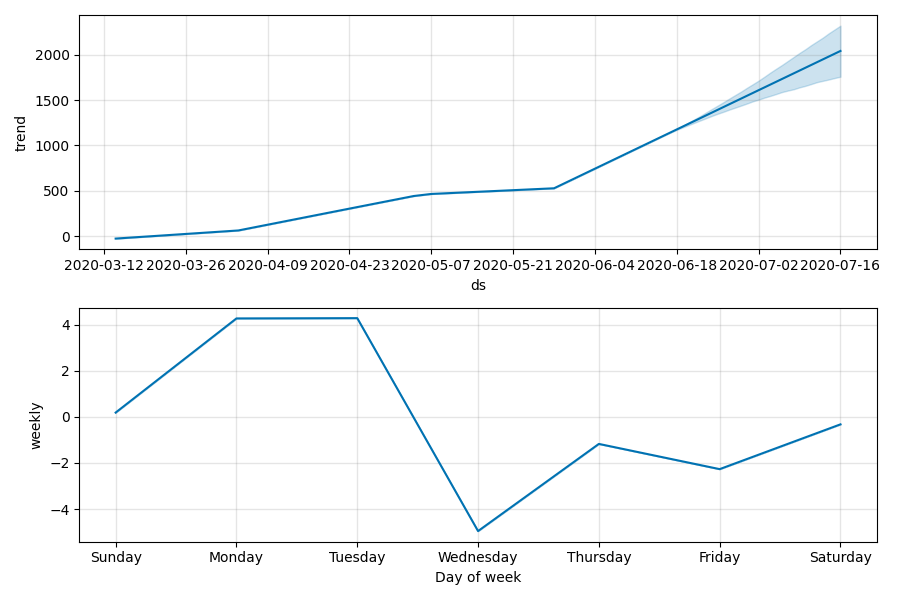 2000
1500
1000
500
0
trend
2020-03-12 2020-03-26 2020-04-09 2020-04-23 2020-05-07 2020-05-21 2020-06-04 2020-06-18 2020-07-02 2020-07-16
ds
4
2
0
−2
−4
weekly
Sunday Monday Tuesday Wednesday Thursday Friday Saturday
Day of week